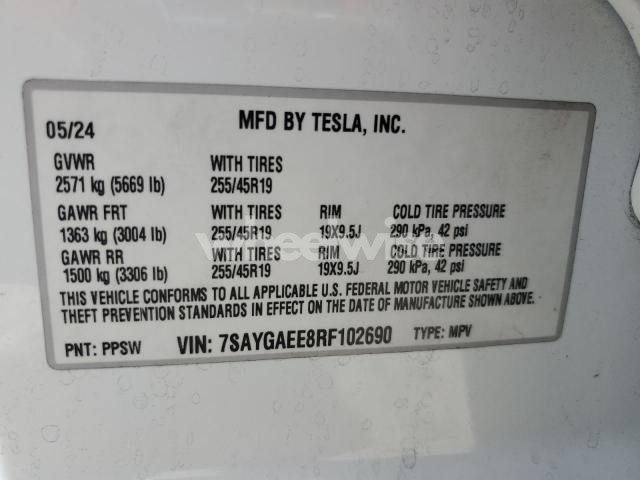 05/24 MFD BY TESLA, INC.
GVWR WITH TIRES
2571 kg (5669 lb) 255/45R19
GAWR FRT WITH TIRES RIM COLD TIRE PRESSURE
1363 kg (3004 lb) 255/45R19 19X9.5J 290 kPa, 42 psi
GAWR RR WITH TIRES RIM COLD TIRE PRESSURE
1500 kg (3306 lb) 255/45R19 19X9.5J 290 kPa, 42 psi
THIS VEHICLE CONFORMS TO ALL APPLICABLE U.S. FEDERAL MOTOR VEHICLE SAFETY AND
THEFT PREVENTION STANDARDS IN EFFECT ON THE DATE OF MANUFACTURE SHOWN ABOVE.
PNT: PPSW VIN: 7SAYGAEE8RF102690 TYPE: MPV